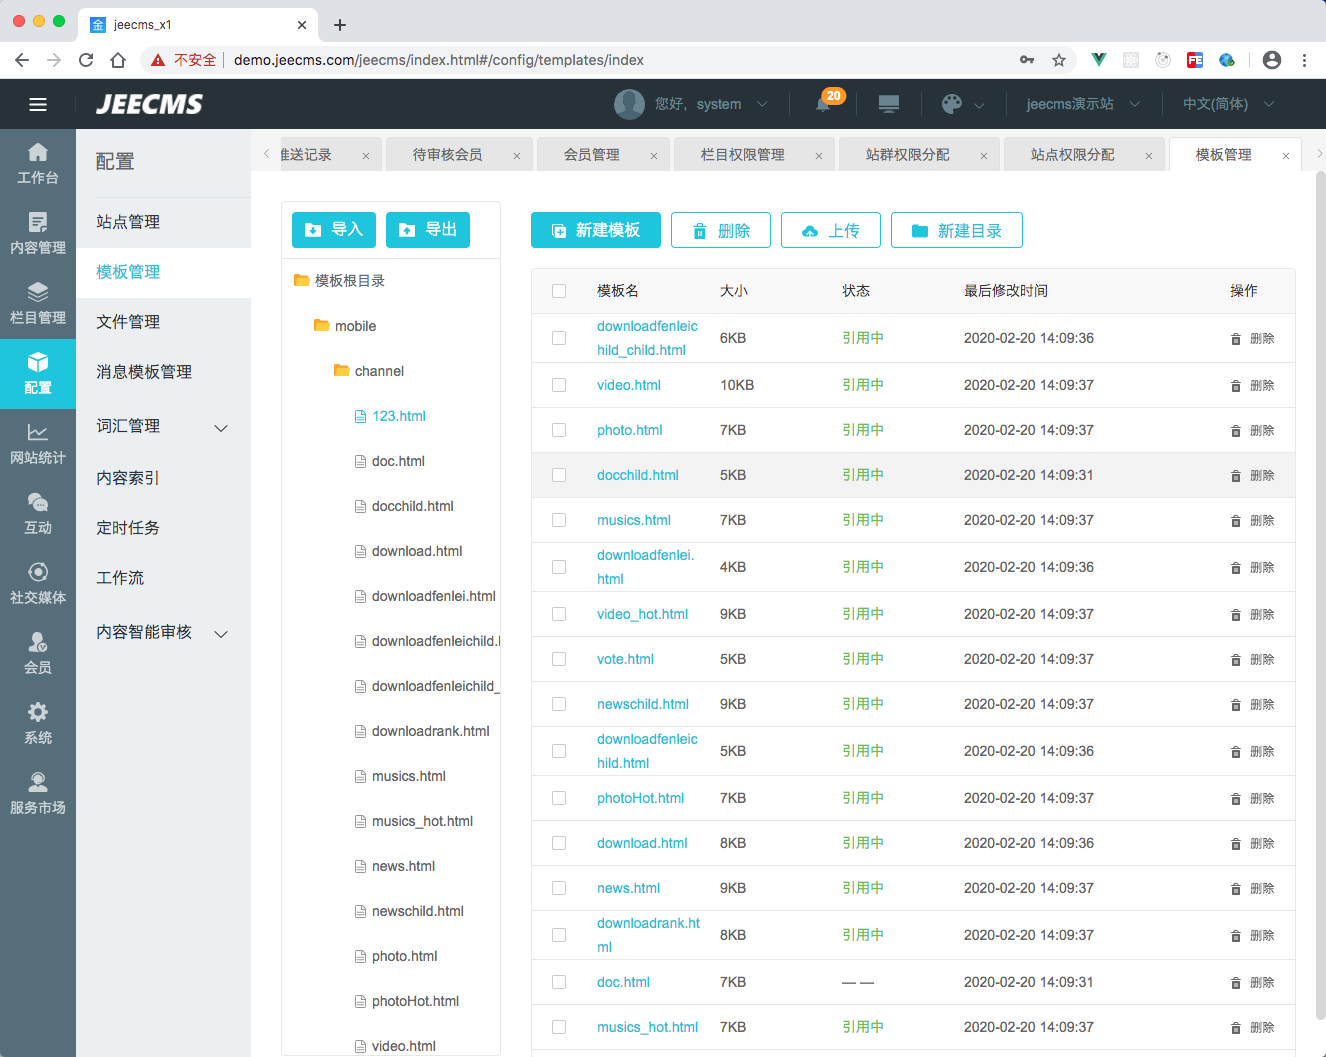 金 jeecms_x1
不安全 demo.jeecms.com/jeecms/index.html#/config/templates/index
FE
JEECMS
您好, system
20
jeecms演示站
中文(简体)
工作台
内容管理
栏目管理
配置
网站统计
互动
社交媒体
会员
系统
服务市场
配置
站点管理
模板管理
文件管理
消息模板管理
词汇管理
内容索引
定时任务
工作流
内容智能审核
推送记录 待审核会员 会员管理 栏目权限管理 站群权限分配 站点权限分配 模板管理
导入 导出
模板根目录
mobile
channel
123.html
doc.html
docchild.html
download.html
downloadfenlei.html
downloadfenleichild.h
downloadfenleichild_
downloadrank.html
musics.html
musics_hot.html
news.html
newschild.html
photo.html
photoHot.html
video.html
新建模板 删除 上传 新建目录
模板名 大小 状态 最后修改时间 操作
downloadfenleic
hild_child.html 6KB 引用中 2020-02-20 14:09:36 删除
video.html 10KB 引用中 2020-02-20 14:09:37 删除
photo.html 7KB 引用中 2020-02-20 14:09:37 删除
docchild.html 5KB 引用中 2020-02-20 14:09:31 删除
musics.html 7KB 引用中 2020-02-20 14:09:37 删除
downloadfenlei.
html 4KB 引用中 2020-02-20 14:09:36 删除
video_hot.html 9KB 引用中 2020-02-20 14:09:37 删除
vote.html 5KB 引用中 2020-02-20 14:09:37 删除
newschild.html 9KB 引用中 2020-02-20 14:09:37 删除
downloadfenleic
hild.html 5KB 引用中 2020-02-20 14:09:36 删除
photoHot.html 7KB 引用中 2020-02-20 14:09:37 删除
download.html 8KB 引用中 2020-02-20 14:09:36 删除
news.html 9KB 引用中 2020-02-20 14:09:37 删除
downloadrank.ht
ml 8KB 引用中 2020-02-20 14:09:37 删除
doc.html 7KB — — 2020-02-20 14:09:31 删除
musics_hot.html 7KB 引用中 2020-02-20 14:09:37 删除